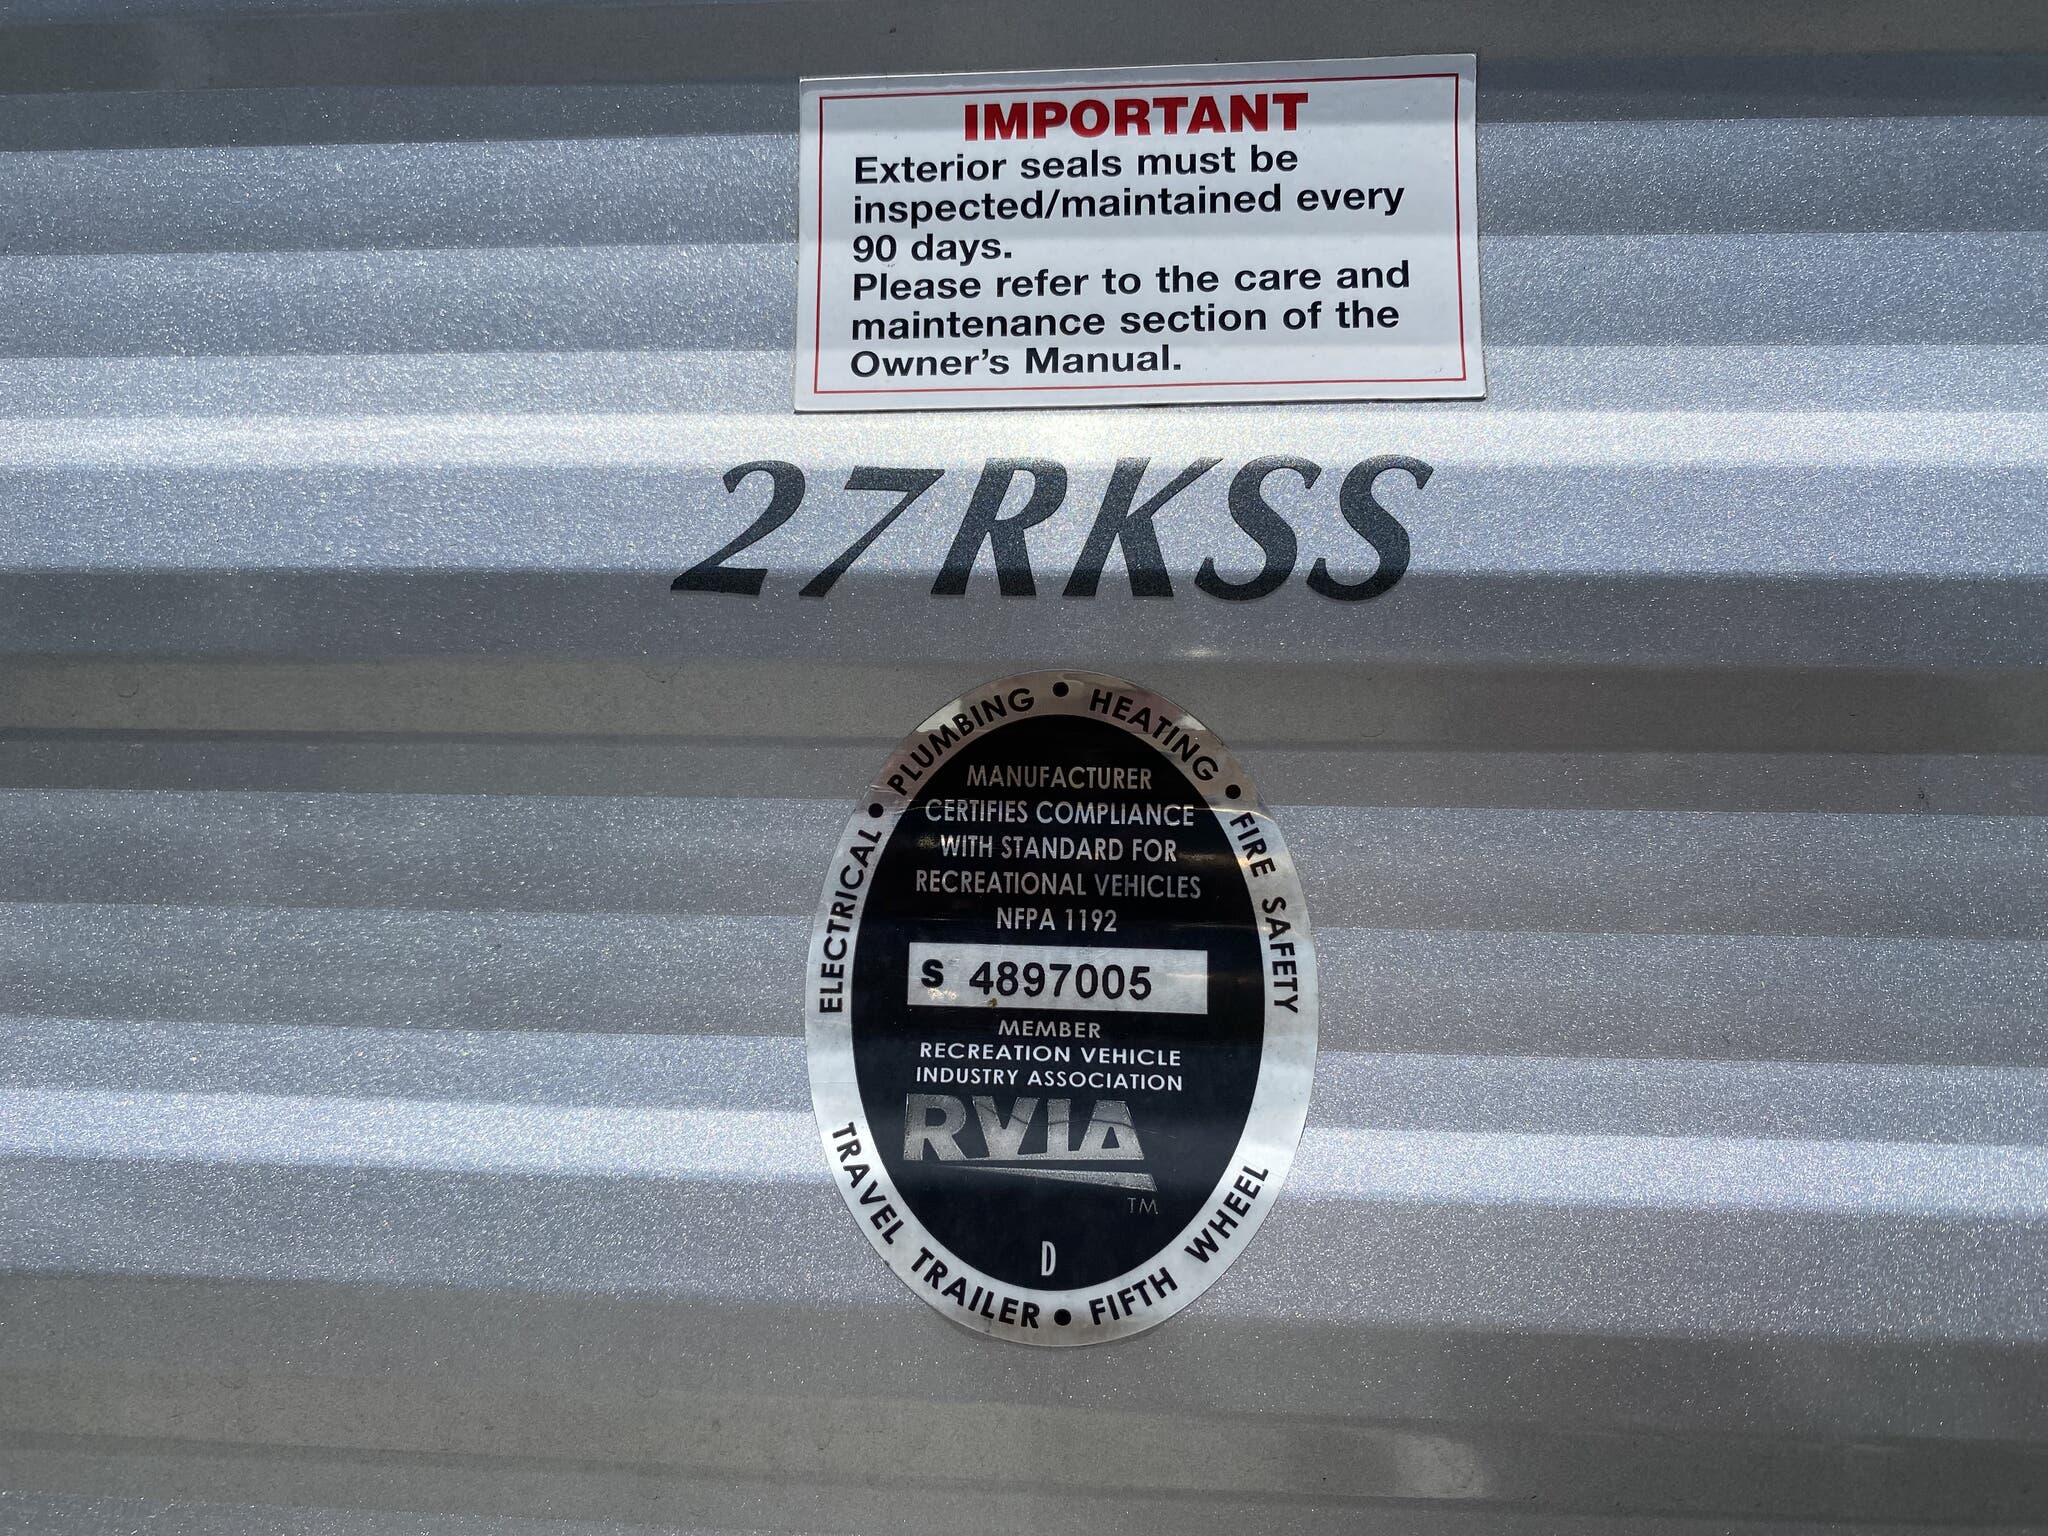 IMPORTANT
Exterior seals must be
inspected/maintained every
90 days.
Please refer to the care and
maintenance section of the
Owner's Manual.
27RKSS
ELECTRICAL • PLUMBING • HEATING • FIRE SAFETY
MANUFACTURER
CERTIFIES COMPLIANCE
WITH STANDARD FOR
RECREATIONAL VEHICLES
NFPA 1192
S 4897005
MEMBER
RECREATION VEHICLE
INDUSTRY ASSOCIATION
RVIA
TM
D
TRAVEL TRAILER • FIFTH WHEEL